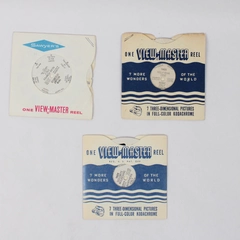 Sawyer's
ONE VIEW-MASTER REEL
ONE VIEW-MASTER REEL
7 MORE WONDERS OF THE WORLD
7 THREE-DIMENSIONAL PICTURES
IN FULL-COLOR KODACHROME
ONE VIEW-MASTER REEL
7 MORE WONDERS OF THE WORLD
7 THREE-DIMENSIONAL PICTURES
IN FULL-COLOR KODACHROME